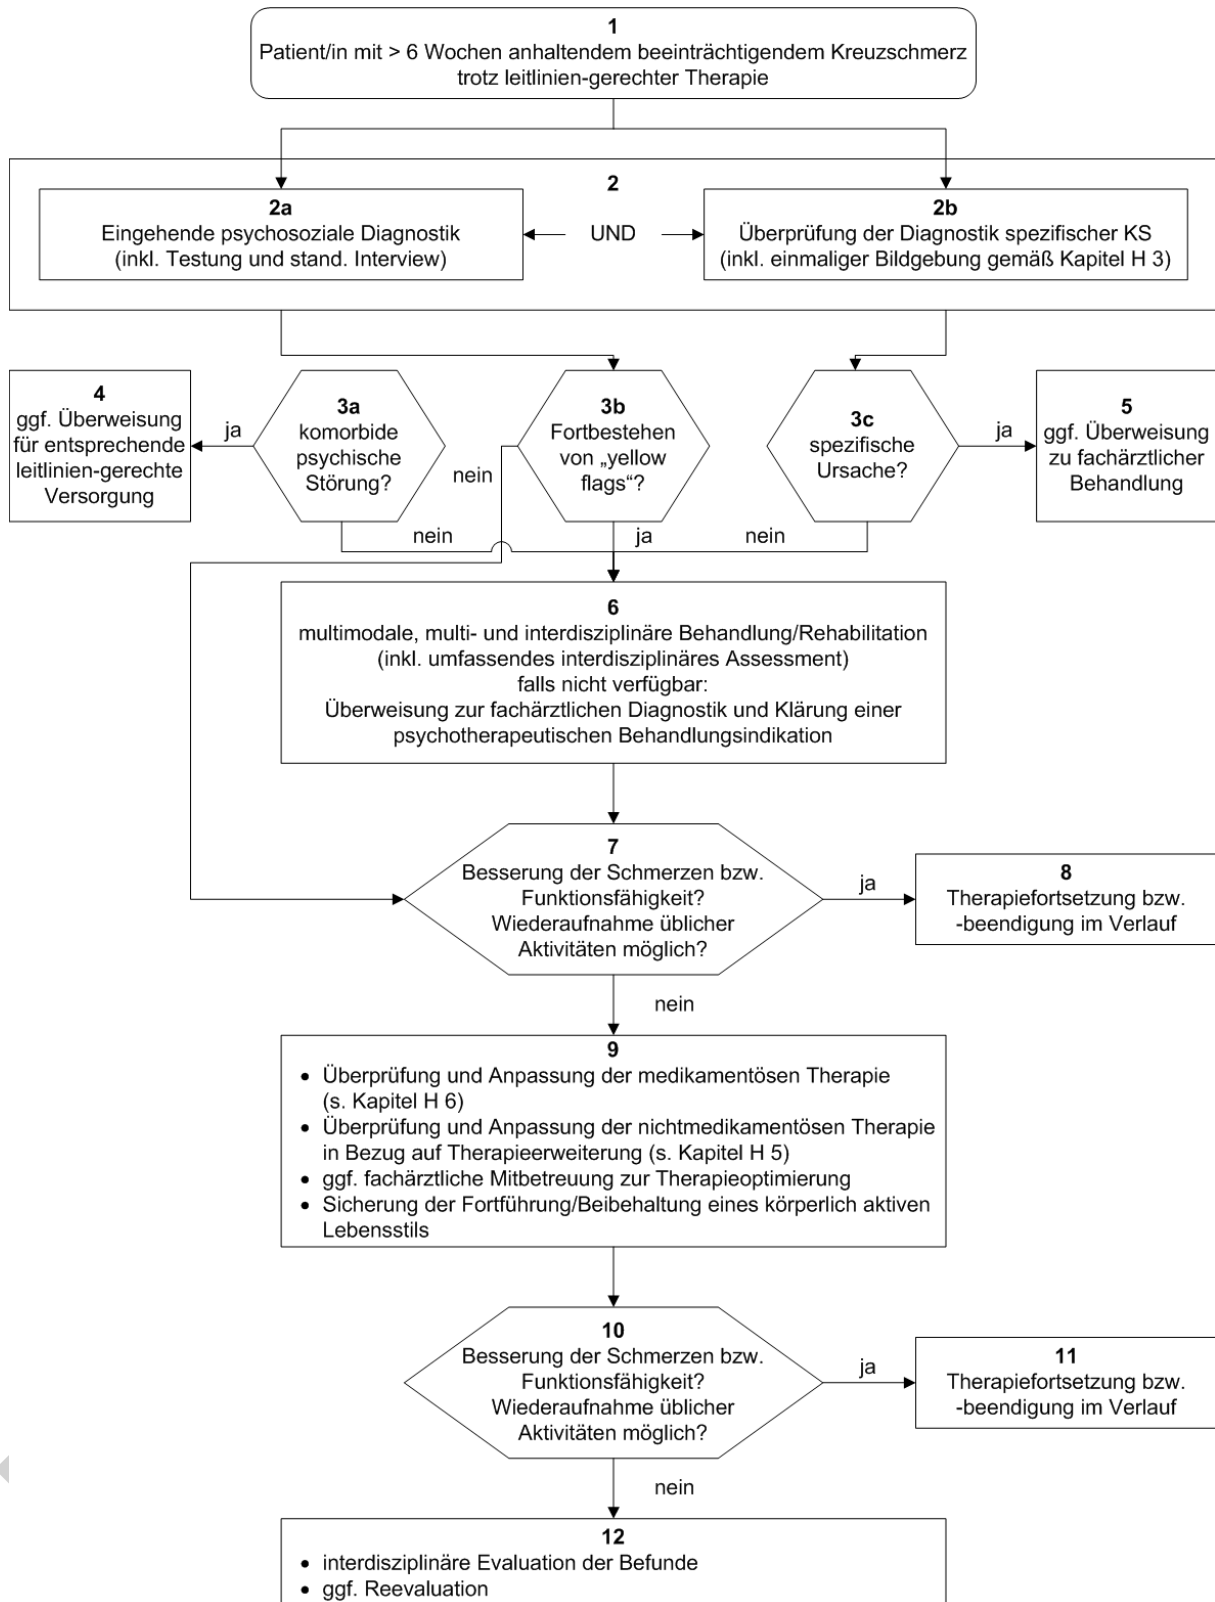 1
Patient/in mit > 6 Wochen anhaltendem beeinträchtigendem Kreuzschmerz
trotz leitlinien-gerechter Therapie
2
2a
Eingehende psychosoziale Diagnostik
(inkl. Testung und stand. Interview)
UND
2b
Überprüfung der Diagnostik spezifischer KS
(inkl. einmaliger Bildgebung gemäß Kapitel H 3)
4
ggf. Überweisung
für entsprechende
leitlinien-gerechte
Versorgung
ja
3a
komorbide
psychische
Störung?
nein
nein
3b
Fortbestehen
von „yellow
flags“?
ja
3c
spezifische
Ursache?
nein
ja
5
ggf. Überweisung
zu fachärztlicher
Behandlung
6
multimodale, multi- und interdisziplinäre Behandlung/Rehabilitation
(inkl. umfassendes interdisziplinäres Assessment)
falls nicht verfügbar:
Überweisung zur fachärztlichen Diagnostik und Klärung einer
psychotherapeutischen Behandlungsindikation
7
Besserung der Schmerzen bzw.
Funktionsfähigkeit?
Wiederaufnahme üblicher
Aktivitäten möglich?
ja
8
Therapiefortsetzung bzw.
-beendigung im Verlauf
nein
9
• Überprüfung und Anpassung der medikamentösen Therapie
(s. Kapitel H 6)
• Überprüfung und Anpassung der nichtmedikamentösen Therapie
in Bezug auf Therapieerweiterung (s. Kapitel H 5)
• ggf. fachärztliche Mitbetreuung zur Therapieoptimierung
• Sicherung der Fortführung/Beibehaltung eines körperlich aktiven
Lebensstils
10
Besserung der Schmerzen bzw.
Funktionsfähigkeit?
Wiederaufnahme üblicher
Aktivitäten möglich?
ja
11
Therapiefortsetzung bzw.
-beendigung im Verlauf
nein
12
• interdisziplinäre Evaluation der Befunde
• ggf. Reevaluation